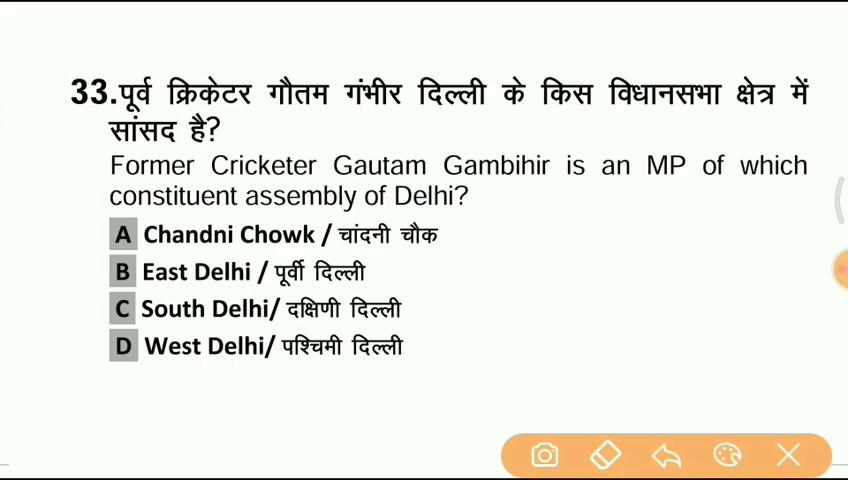 33.पूर्व क्रिकेटर गौतम गंभीर दिल्ली के किस विधानसभा क्षेत्र में
सांसद है?
Former Cricketer Gautam Gambihir is an MP of which
constituent assembly of Delhi?
A Chandni Chowk / चांदनी चौक
B East Delhi / पूर्वी दिल्ली
C South Delhi/ दक्षिणी दिल्ली
D West Delhi/ पश्चिमी दिल्ली